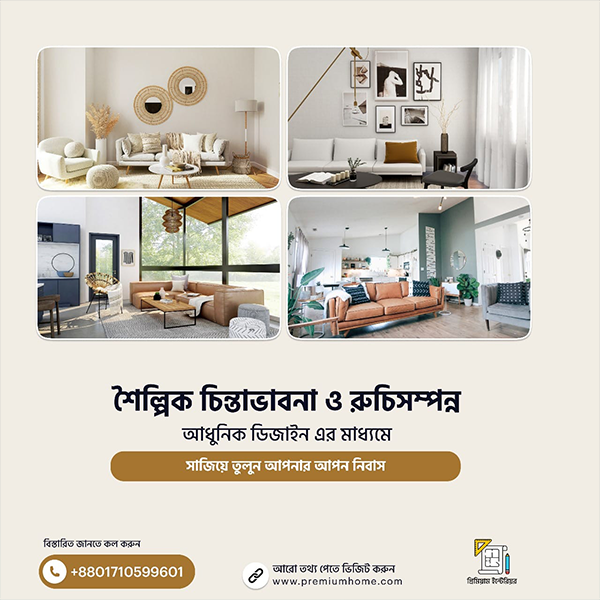 শৈল্পিক চিন্তাভাবনা ও রুচিসম্পন্ন
আধুনিক ডিজাইন এর মাধ্যমে
সাজিয়ে তুলুন আপনার আপন নিবাস
বিস্তারিত জানতে কল করুন
+8801710599601
আরো তথ্য পেতে ভিজিট করুন
www.premiumhome.com
প্রিমিয়াম ইন্টেরিয়র